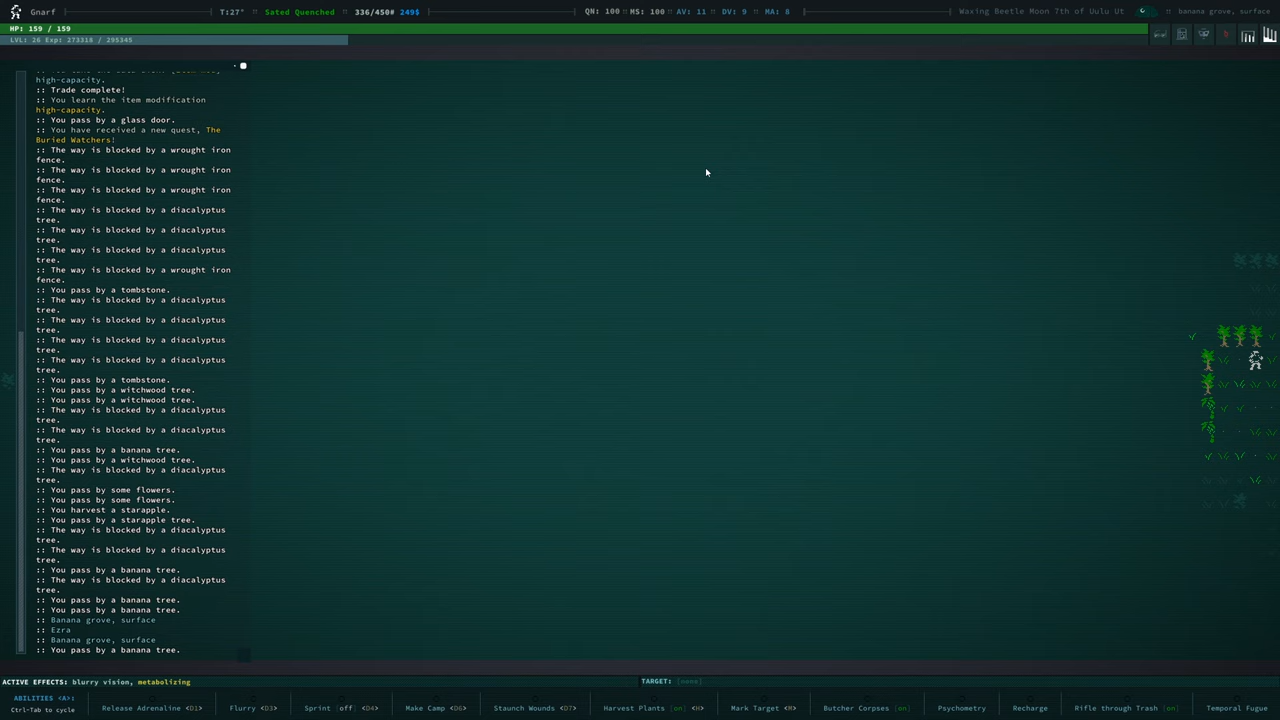 Gnarf
T:27° :: Sated Quenched :: 336/450# 249$
QN: 100 :: MS: 100 :: AV: 11 :: DV: 9 :: MA: 8
Waxing Beetle Moon 7th of Uulu Ut
:: banana grove, surface
HP: 159 / 159
LVL: 26 Exp: 273318 / 295345
high-capacity.
:: Trade complete!
:: You learn the item modification
high-capacity.
:: You pass by a glass door.
:: You have received a new quest, The
Buried Watchers!
:: The way is blocked by a wrought iron
fence.
:: The way is blocked by a wrought iron
fence.
:: The way is blocked by a wrought iron
fence.
:: The way is blocked by a diacalyptus
tree.
:: The way is blocked by a diacalyptus
tree.
:: The way is blocked by a diacalyptus
tree.
:: The way is blocked by a wrought iron
fence.
:: You pass by a tombstone.
:: The way is blocked by a diacalyptus
tree.
:: The way is blocked by a diacalyptus
tree.
:: The way is blocked by a diacalyptus
tree.
:: The way is blocked by a diacalyptus
tree.
:: You pass by a tombstone.
:: You pass by a witchwood tree.
:: You pass by a witchwood tree.
:: The way is blocked by a diacalyptus
tree.
:: The way is blocked by a diacalyptus
tree.
:: You pass by a banana tree.
:: You pass by a witchwood tree.
:: The way is blocked by a diacalyptus
tree.
:: You pass by some flowers.
:: You pass by some flowers.
:: You harvest a starapple.
:: You pass by a starapple tree.
:: The way is blocked by a diacalyptus
tree.
:: The way is blocked by a diacalyptus
tree.
:: You pass by a banana tree.
:: The way is blocked by a diacalyptus
tree.
:: You pass by a banana tree.
:: You pass by a banana tree.
:: Banana grove, surface
:: Ezra
:: Banana grove, surface
:: You pass by a banana tree.
ACTIVE EFFECTS: blurry vision, metabolizing
TARGET: [none]
ABILITIES <A>:
Ctrl-Tab to cycle
Release Adrenaline <D1>
Flurry <D3>
Sprint [off] <D4>
Make Camp <D6>
Staunch Wounds <D7>
Harvest Plants [on] <H>
Mark Target <M>
Butcher Corpses [on]
Psychometry
Recharge
Rifle through Trash [on]
Temporal Fugue